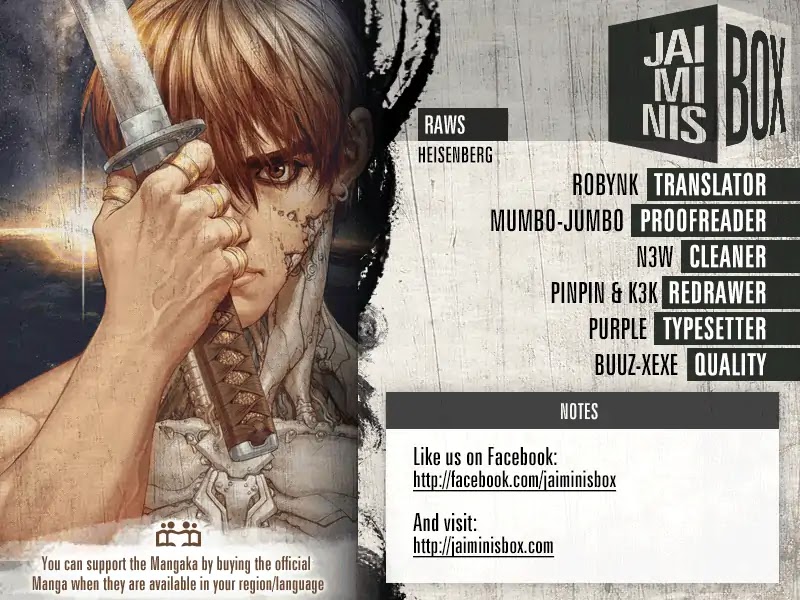 JAI
MI
NIS
BOX
RAWS
HEISENBERG
ROBYNK TRANSLATOR
MUMBO-JUMBO PROOFREADER
N3W CLEANER
PINPIN & K3K REDRAWER
PURPLE TYPESETTER
BUUZ-XEXE QUALITY
NOTES
Like us on Facebook:
http://facebook.com/jaiminisbox
And visit:
http://jaiminisbox.com
You can support the Mangaka by buying the official
Manga when they are available in your region/language